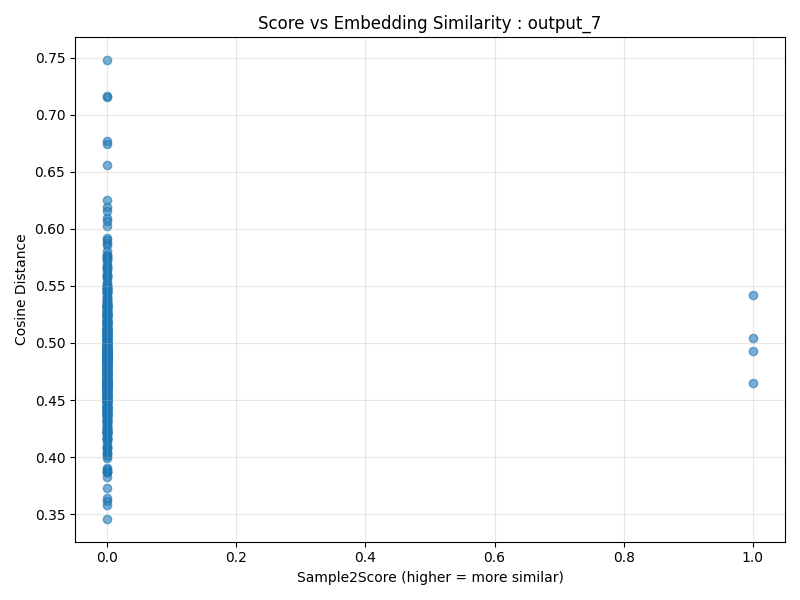 Score vs Embedding Similarity : output_7
Cosine Distance
0.75
0.70
0.65
0.60
0.55
0.50
0.45
0.40
0.35
0.0 0.2 0.4 0.6 0.8 1.0
Sample2Score (higher = more similar)